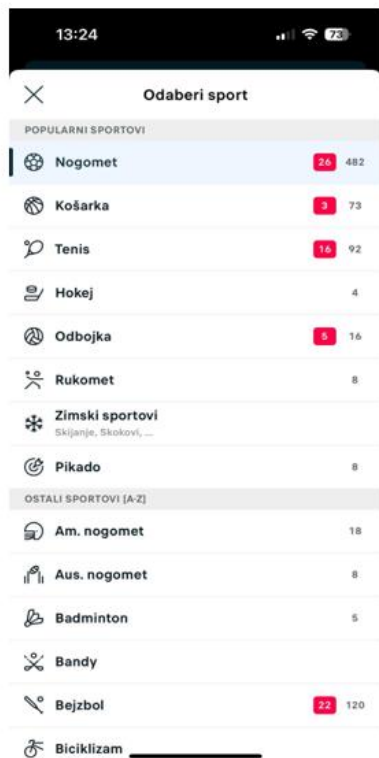 13:24 73
Odaberi sport
POPULARNI SPORTOVI
Nogomet 26 482
Košarka 3 73
Tenis 16 92
Hokej 4
Odbojka 5 16
Rukomet 8
Zimski sportovi
Skijanje, Skokovi, ...
Pikado 8
OSTALI SPORTOVI [A-Z]
Am. nogomet 18
Aus. nogomet 8
Badminton 5
Bandy
Bejzbol 22 120
Biciklizam